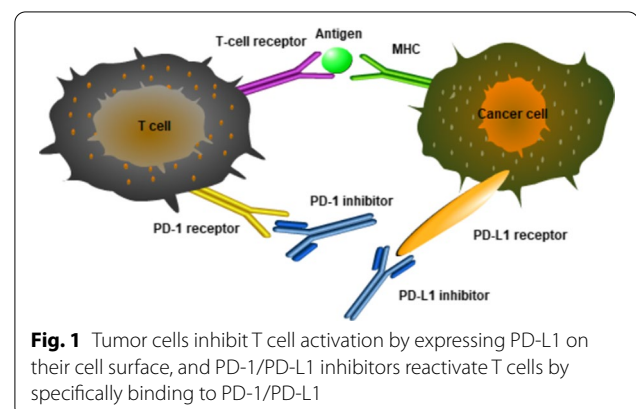 Antigen
T-cell receptor
MHC
T cell
Cancer cell
PD-1 inhibitor
PD-1 receptor
PD-L1 receptor
PD-L1 inhibitor
Fig. 1 Tumor cells inhibit T cell activation by expressing PD-L1 on
their cell surface, and PD-1/PD-L1 inhibitors reactivate T cells by
specifically binding to PD-1/PD-L1